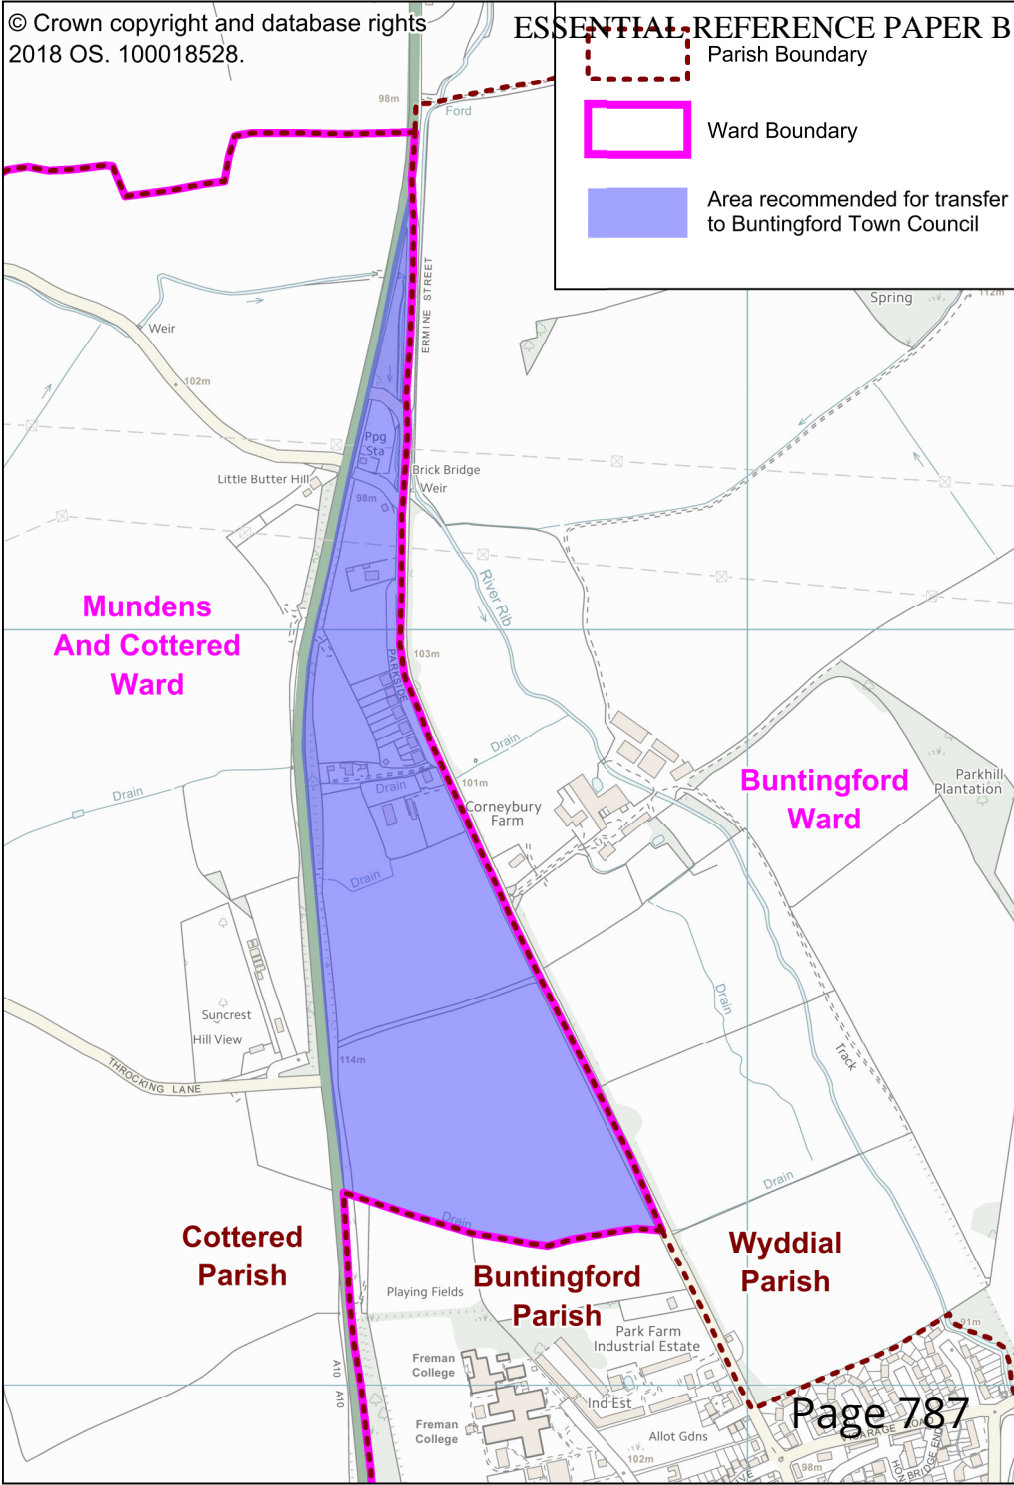 © Crown copyright and database rights
2018 OS. 100018528.
ESSENTIAL REFERENCE PAPER B
Parish Boundary
Ward Boundary
Area recommended for transfer
to Buntingford Town Council
98m
Ford
ERMINE STREET
Spring
112m
Weir
102m
Ppg
Sta
Little Butter Hill
Brick Bridge
Weir
98m
River Rib
Mundens
And Cottered
Ward
103m
PARKSIDE
Drain
Drain
101m
Drain
Corneybury
Farm
Buntingford
Ward
Parkhill
Plantation
Drain
Suncrest
Hill View
Drain
Track
114m
THROCKING LANE
Drain
Drain
Cottered
Parish
Buntingford
Parish
Wyddial
Parish
Playing Fields
Park Farm
Industrial Estate
91m
Freman
College
A10
A10
Ind Est
Freman
College
Allot Gdns
102m
Page 787
VICARAGE ROAD
98m
BRIDGE END